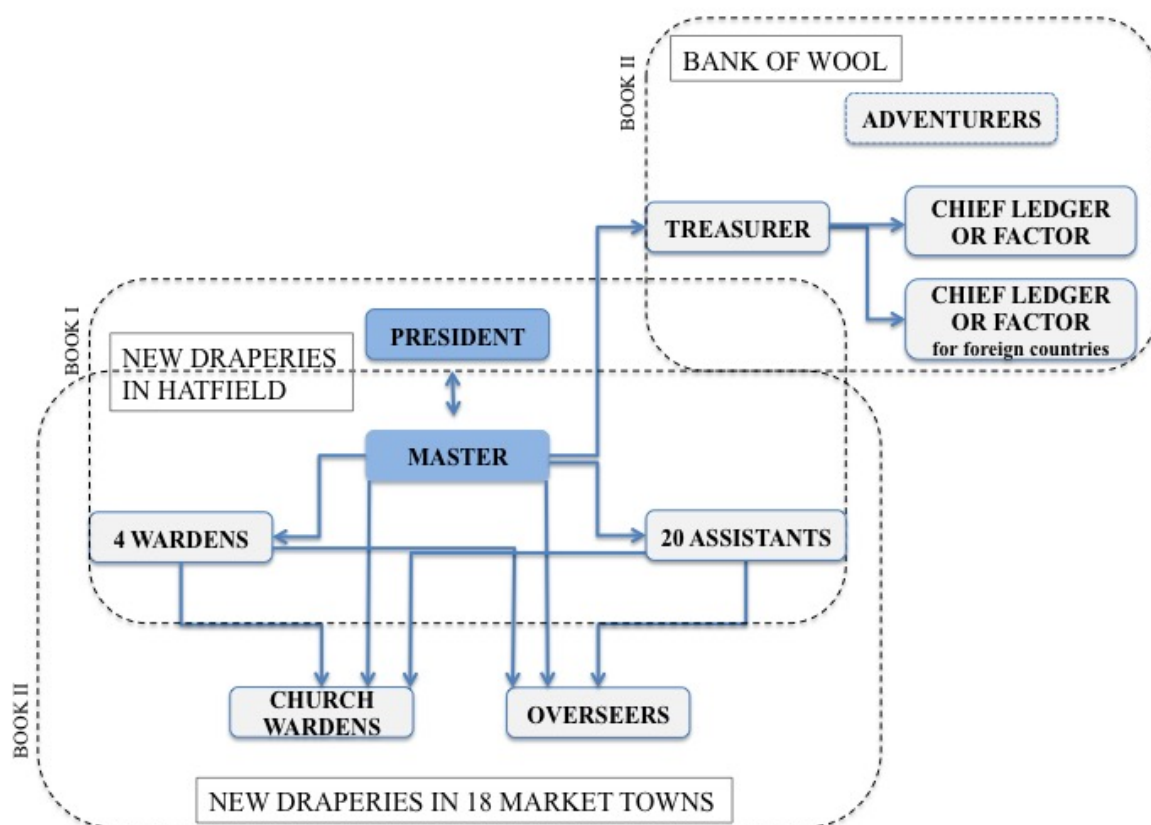 BOOK II
BANK OF WOOL
ADVENTURERS
TREASURER
CHIEF LEDGER
OR FACTOR
CHIEF LEDGER
OR FACTOR
for foreign countries
BOOK I
PRESIDENT
NEW DRAPERIES
IN HATFIELD
MASTER
4 WARDENS
20 ASSISTANTS
BOOK II
CHURCH
WARDENS
OVERSEERS
NEW DRAPERIES IN 18 MARKET TOWNS